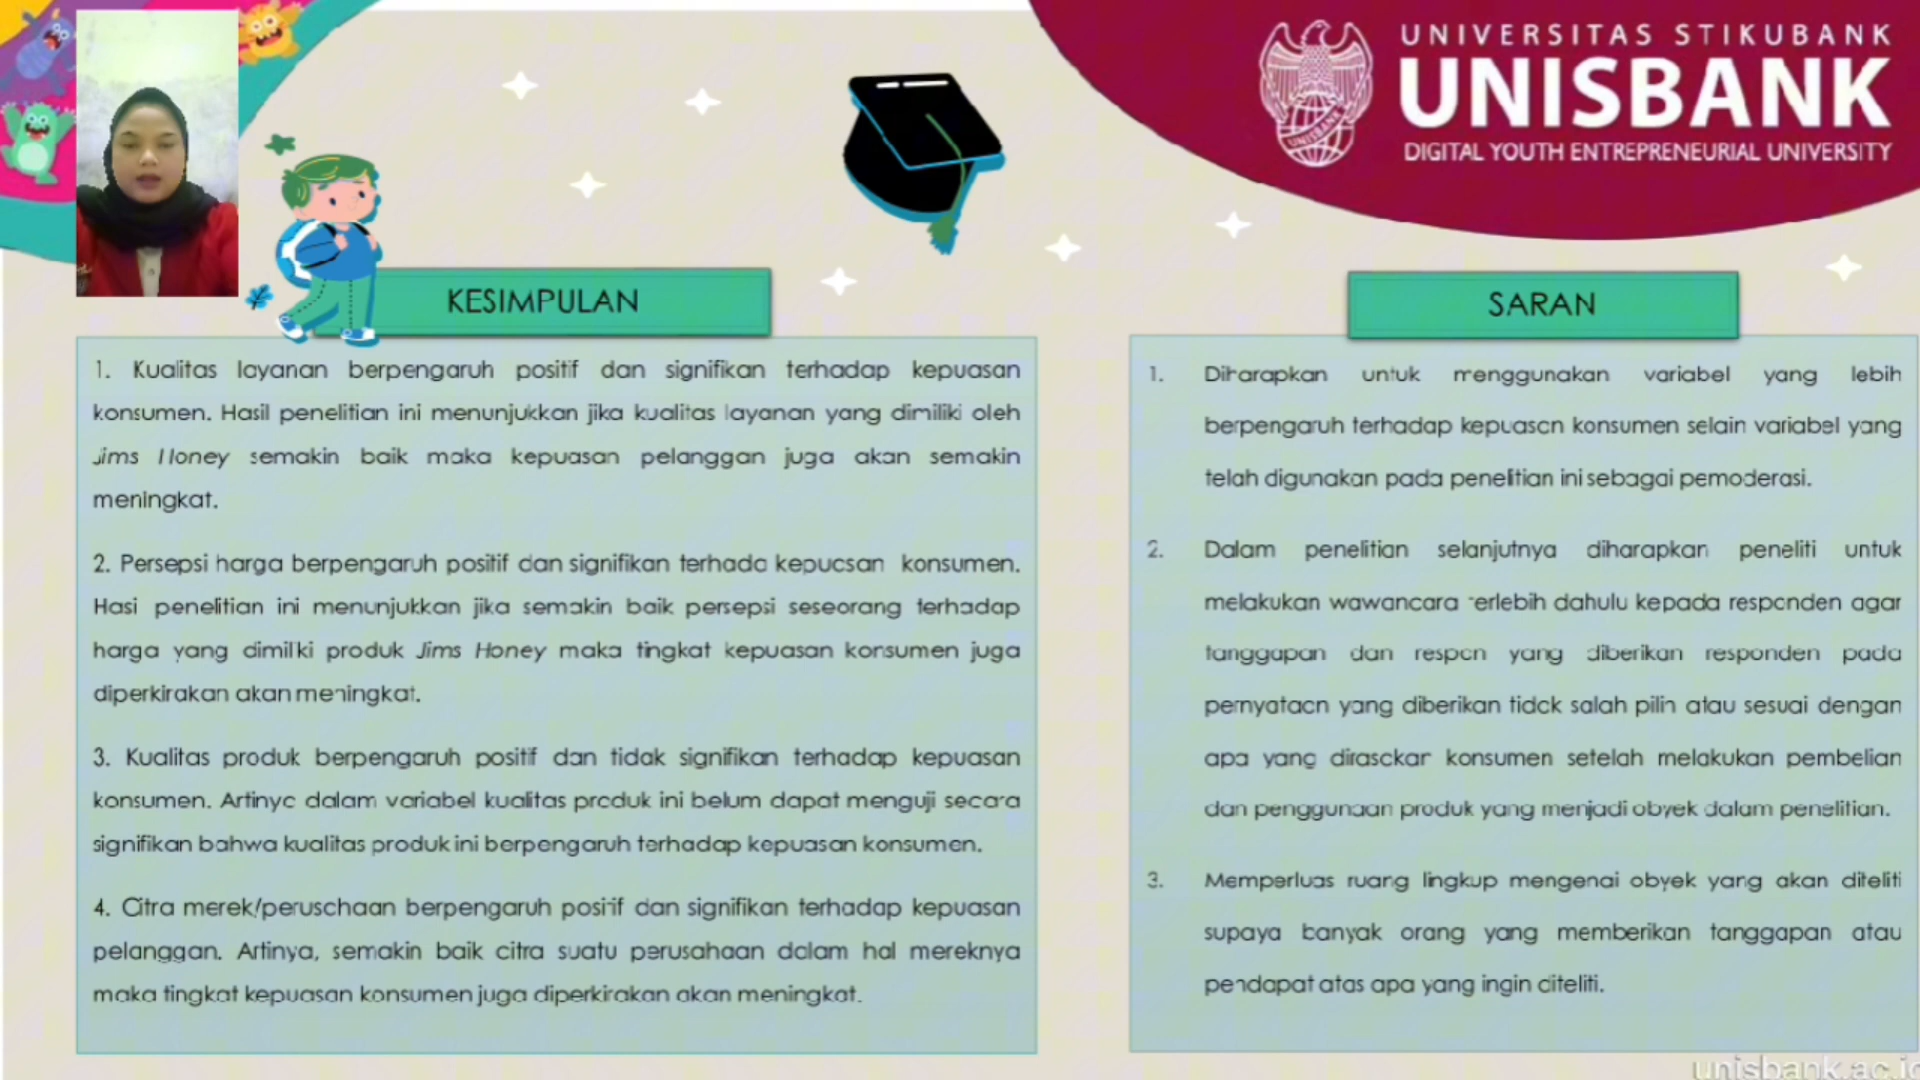 UNIVERSITAS STIKUBANK
UNISBANK
DIGITAL YOUTH ENTREPRENEURIAL UNIVERSITY
UNISBANK
KESIMPULAN
1. Kualitas layanan berpengaruh positif dan signifikan terhadap kepuasan
konsumen. Hasil penelitian ini menunjukkan jika kualitas layanan yang dimiliki oleh
Jims Honey semakin baik maka kepuasan pelanggan juga akan semakin
meningkat.
2. Persepsi harga berpengaruh positif dan signifikan terhada kepuasan konsumen.
Hasi penelitian ini menunjukkan jika semakin baik persepsi seseorang terhadap
harga yang dimilki produk Jims Honey maka tingkat kepuasan konsumen juga
diperkirakan akan meningkat.
3. Kualitas produk berpengaruh positif dan tidak signifikan terhadap kepuasan
konsumen. Artinya dalam variabel kualitas produk ini belum dapat menguji secara
signifikan bahwa kualitas produk ini berpengaruh terhadap kepuasan konsumen.
4. Citra merek/perusahaan berpengaruh positif dan signifikan terhadap kepuasan
pelanggan. Artinya, semakin baik citra suatu perusahaan dalam hal mereknya
maka tingkat kepuasan konsumen juga diperkirakan akan meningkat.
SARAN
1. Diharapkan untuk menggunakan variabel yang lebih
berpengaruh terhadap kepuasan konsumen selain variabel yang
telah digunakan pada penelitian ini sebagai pemoderasi.
2. Dalam penelitian selanjutnya diharapkan peneliti untuk
melakukan wawancara terlebih dahulu kepada responden agar
tanggapan dan respon yang diberikan responden pada
pernyataan yang diberikan tidak salah pilih atau sesuai dengan
apa yang dirasakan konsumen setelah melakukan pembelian
dan penggunaan produk yang menjadi obyek dalam penelitian.
3. Memperluas ruang lingkup mengenai obyek yang akan diteliti
supaya banyak orang yang memberikan tanggapan atau
pendapat atas apa yang ingin diteliti.
unisbank.ac.id